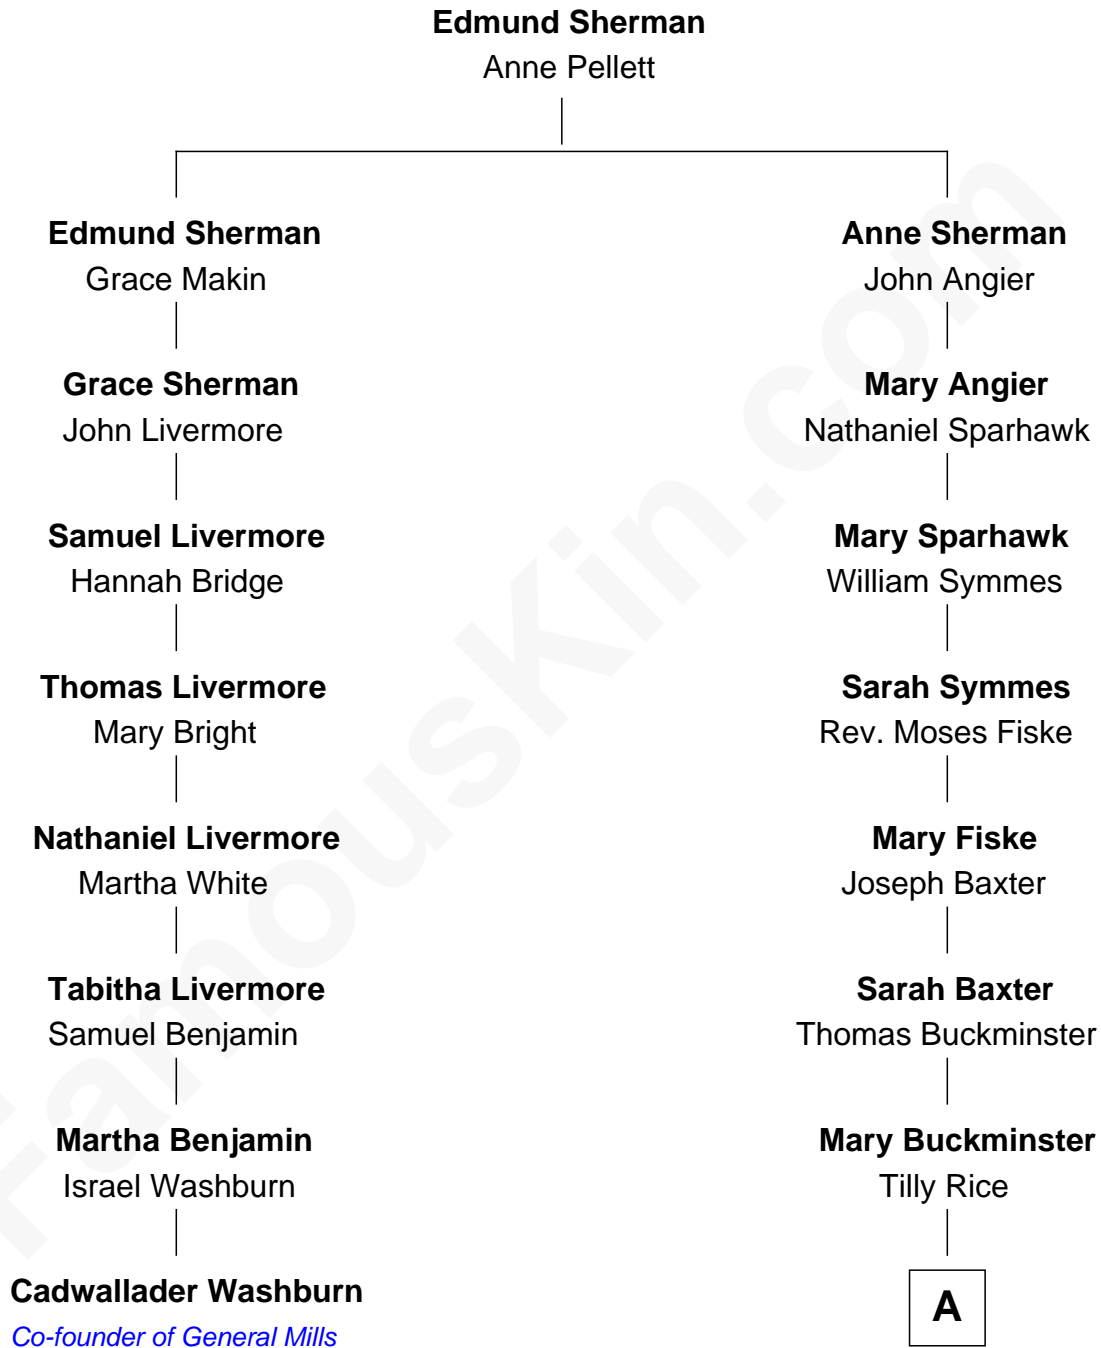 Edmund Sherman
Anne Pellett
Edmund Sherman
Grace Makin
Grace Sherman
John Livermore
Samuel Livermore
Hannah Bridge
Thomas Livermore
Mary Bright
Nathaniel Livermore
Martha White
Tabitha Livermore
Samuel Benjamin
Martha Benjamin
Israel Washburn
Cadwallader Washburn
Co-founder of General Mills
Anne Sherman
John Angier
Mary Angier
Nathaniel Sparhawk
Mary Sparhawk
William Symmes
Sarah Symmes
Rev. Moses Fiske
Mary Fiske
Joseph Baxter
Sarah Baxter
Thomas Buckminster
Mary Buckminster
Tilly Rice
A
FamousKin.com